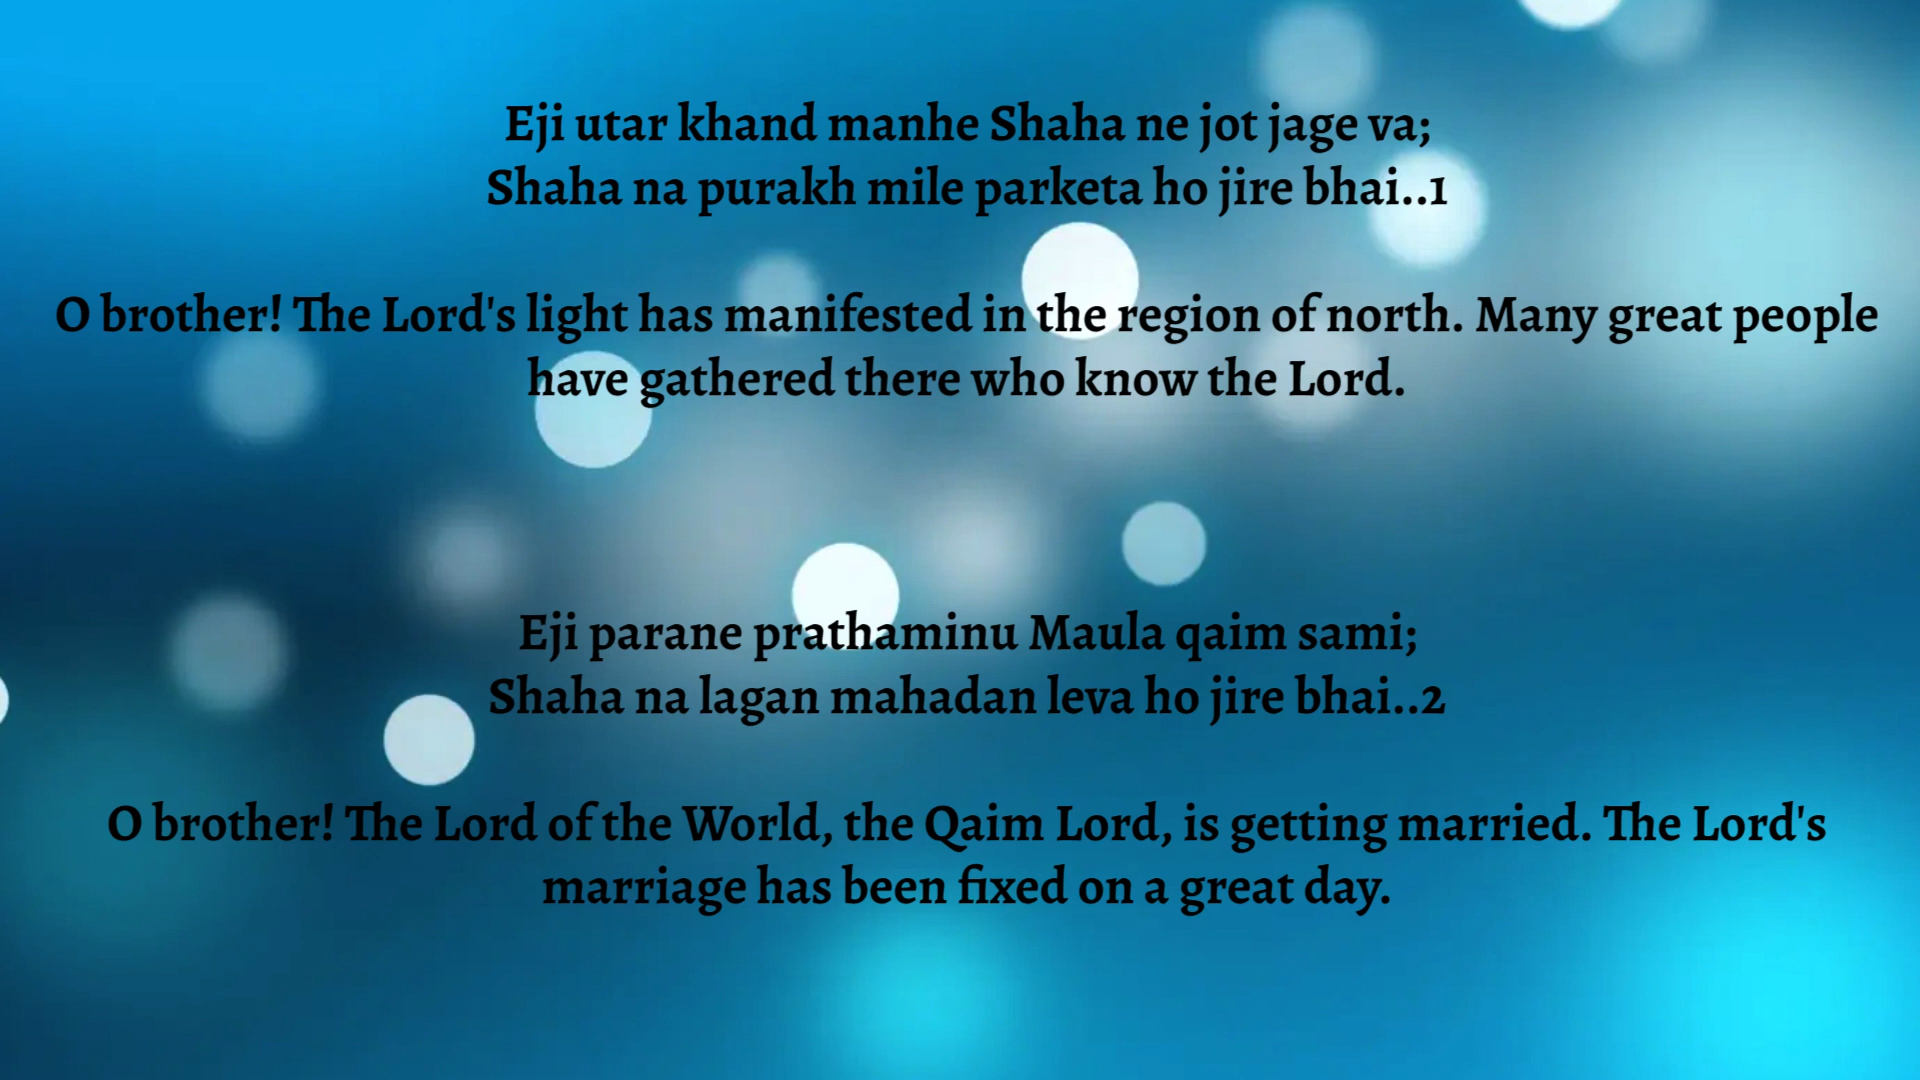 Eji utar khand manhe Shaha ne jot jage va;
Shaha na purakh mile parketa ho jire bhai..1
O brother! The Lord's light has manifested in the region of north. Many great people
have gathered there who know the Lord.
Eji parane prathaminu Maula qaim sami;
Shaha na lagan mahadan leva ho jire bhai..2
O brother! The Lord of the World, the Qaim Lord, is getting married. The Lord's
marriage has been fixed on a great day.